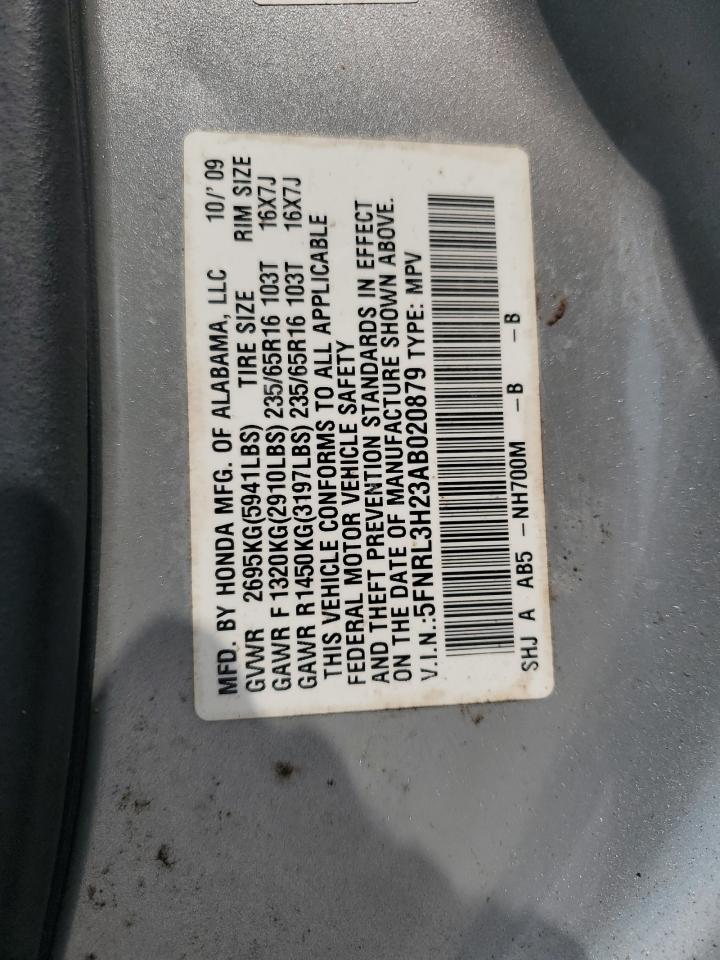 MFD. BY HONDA MFG. OF ALABAMA, LLC 10/'09
GVWR 2695KG(5941LBS) TIRE SIZE RIM SIZE
GAWR F 1320KG(2910LBS) 235/65R16 103T 16X7J
GAWR R 1450KG(3197LBS) 235/65R16 103T 16X7J
THIS VEHICLE CONFORMS TO ALL APPLICABLE
FEDERAL MOTOR VEHICLE SAFETY
AND THEFT PREVENTION STANDARDS IN EFFECT
ON THE DATE OF MANUFACTURE SHOWN ABOVE.
V.I.N.:5FNRL3H23AB020879 TYPE: MPV
SHJ A AB5 -NH700M -B -B